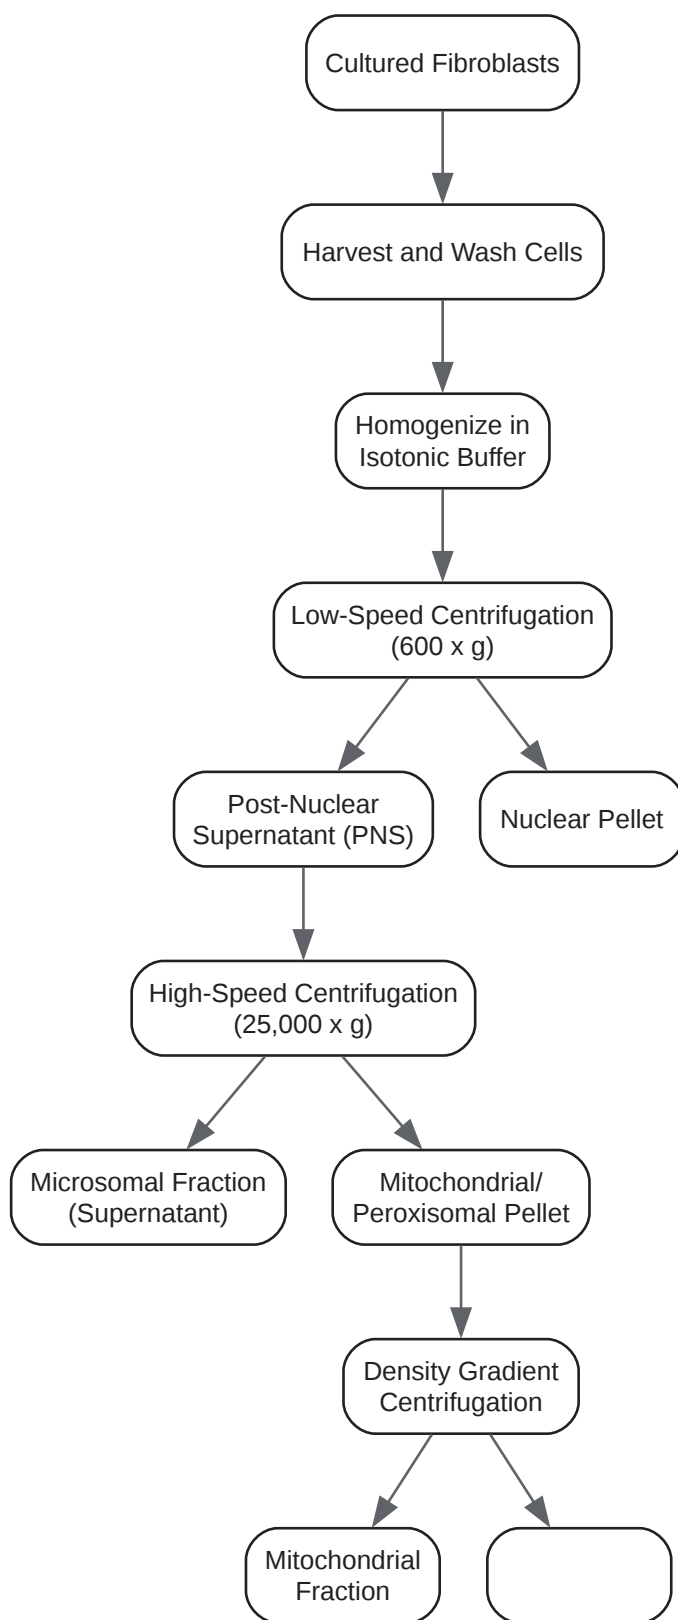 Cultured Fibroblasts
Harvest and Wash Cells
Homogenize in
Isotonic Buffer
Low-Speed Centrifugation
(600 x g)
Post-Nuclear
Supernatant (PNS)
Nuclear Pellet
High-Speed Centrifugation
(25,000 x g)
Microsomal Fraction
(Supernatant)
Mitochondrial/
Peroxisomal Pellet
Density Gradient
Centrifugation
Mitochondrial
Fraction